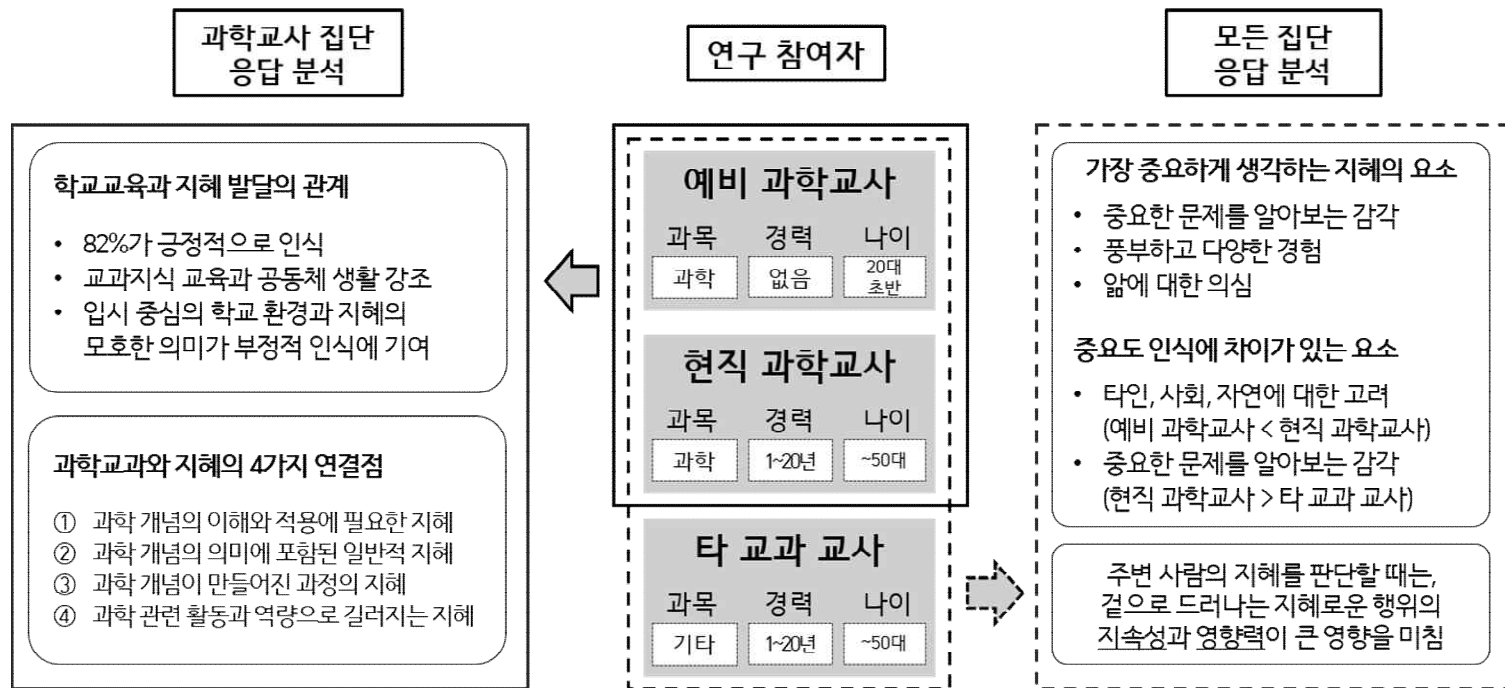 과학교사 집단
응답 분석
학교교육과 지혜 발달의 관계
• 82%가 긍정적으로 인식
• 교과지식 교육과 공동체 생활 강조
• 입시 중심의 학교 환경과 지혜의
모호한 의미가 부정적 인식에 기여
과학교과와 지혜의 4가지 연결점
① 과학 개념의 이해와 적용에 필요한 지혜
② 과학 개념의 의미에 포함된 일반적 지혜
③ 과학 개념이 만들어진 과정의 지혜
④ 과학 관련 활동과 역량으로 길러지는 지혜
연구 참여자
예비 과학교사
과목 경력 나이
과학 없음 20대
초반
현직 과학교사
과목 경력 나이
과학 1~20년 ~50대
타 교과 교사
과목 경력 나이
기타 1~20년 ~50대
모든 집단
응답 분석
가장 중요하게 생각하는 지혜의 요소
• 중요한 문제를 알아보는 감각
• 풍부하고 다양한 경험
• 앎에 대한 의심
중요도 인식에 차이가 있는 요소
• 타인, 사회, 자연에 대한 고려
(예비 과학교사 < 현직 과학교사)
• 중요한 문제를 알아보는 감각
(현직 과학교사 > 타 교과 교사)
주변 사람의 지혜를 판단할 때는,
겉으로 드러나는 지혜로운 행위의
지속성과 영향력이 큰 영향을 미침